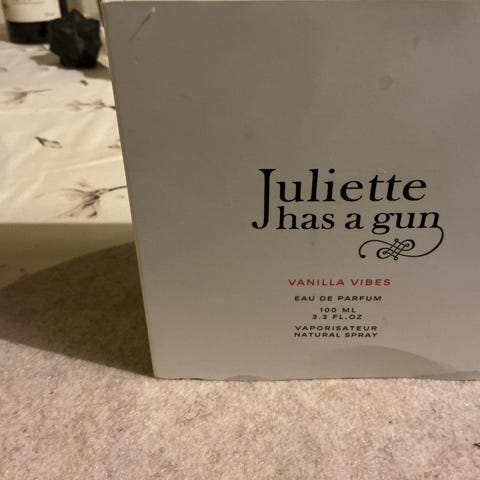 Juliette
has a gun
VANILLA VIBES
EAU DE PARFUM
100 ML
3.3 FL.OZ
VAPORISATEUR
NATURAL SPRAY